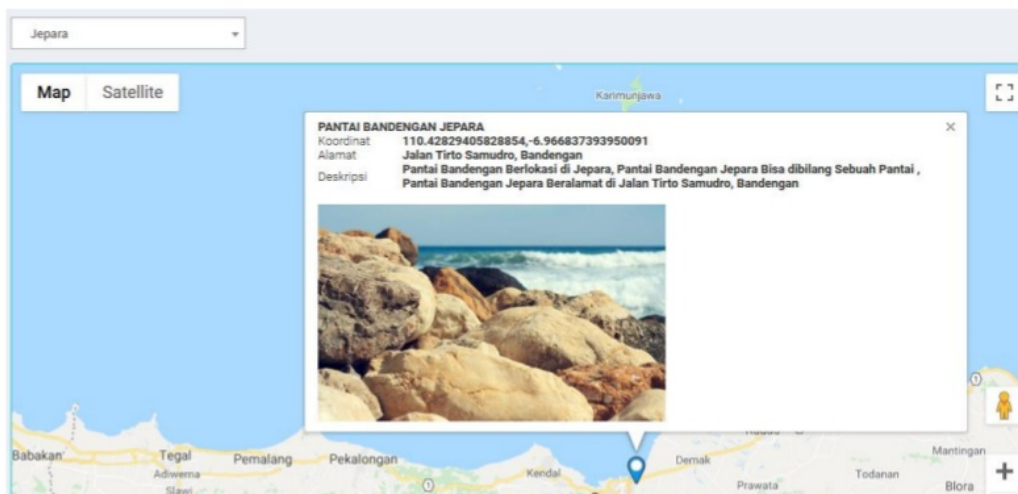 Jepara
Map Satellite
Karimunjawa
PANTAI BANDENGAN JEPARA
Koordinat 110.42829405828854,-6.966837393950091
Alamat Jalan Tirto Samudro, Bandengan
Deskripsi Pantai Bandengan Berlokasi di Jepara, Pantai Bandengan Jepara Bisa dibilang Sebuah Pantai ,
Pantai Bandengan Jepara Beralamat di Jalan Tirto Samudro, Bandengan
1
Babakan Tegal Pemalang Pekalongan Demak Mantingan
Adiwerna Kendal Todanan
Slawi 1 Prawata Blora